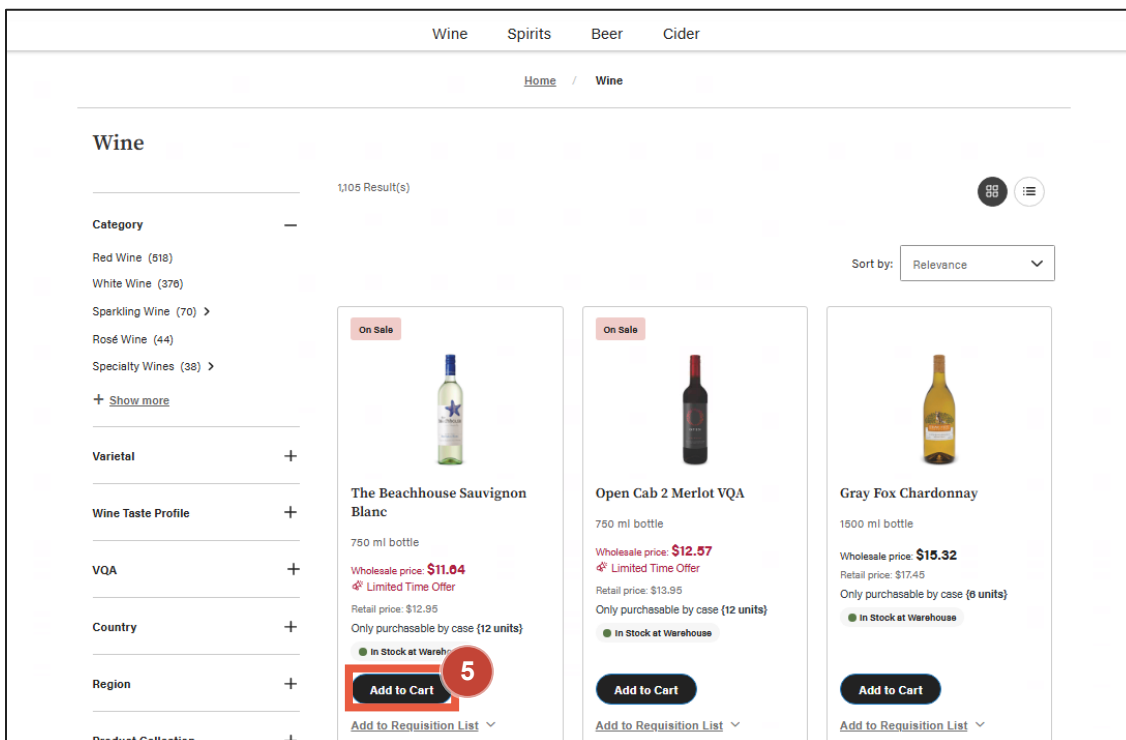 Wine Spirits Beer Cider
Home / Wine
Wine
1,105 Result(s)
Sort by: Relevance
Category
Red Wine (518)
White Wine (376)
Sparkling Wine (70)
Rosé Wine (44)
Specialty Wines (38)
+ Show more
Varietal
Wine Taste Profile
VQA
Country
Region
Product Collection
On Sale
The Beachhouse Sauvignon
Blanc
750 ml bottle
Wholesale price: $11.64
Limited Time Offer
Retail price: $12.95
Only purchasable by case {12 units}
In Stock at Wareh
5
Add to Cart
Add to Requisition List
On Sale
Open Cab 2 Merlot VQA
750 ml bottle
Wholesale price: $12.57
Limited Time Offer
Retail price: $13.95
Only purchasable by case {12 units}
In Stock at Warehouse
Add to Cart
Add to Requisition List
Gray Fox Chardonnay
1500 ml bottle
Wholesale price: $15.32
Retail price: $17.45
Only purchasable by case {6 units}
In Stock at Warehouse
Add to Cart
Add to Requisition List